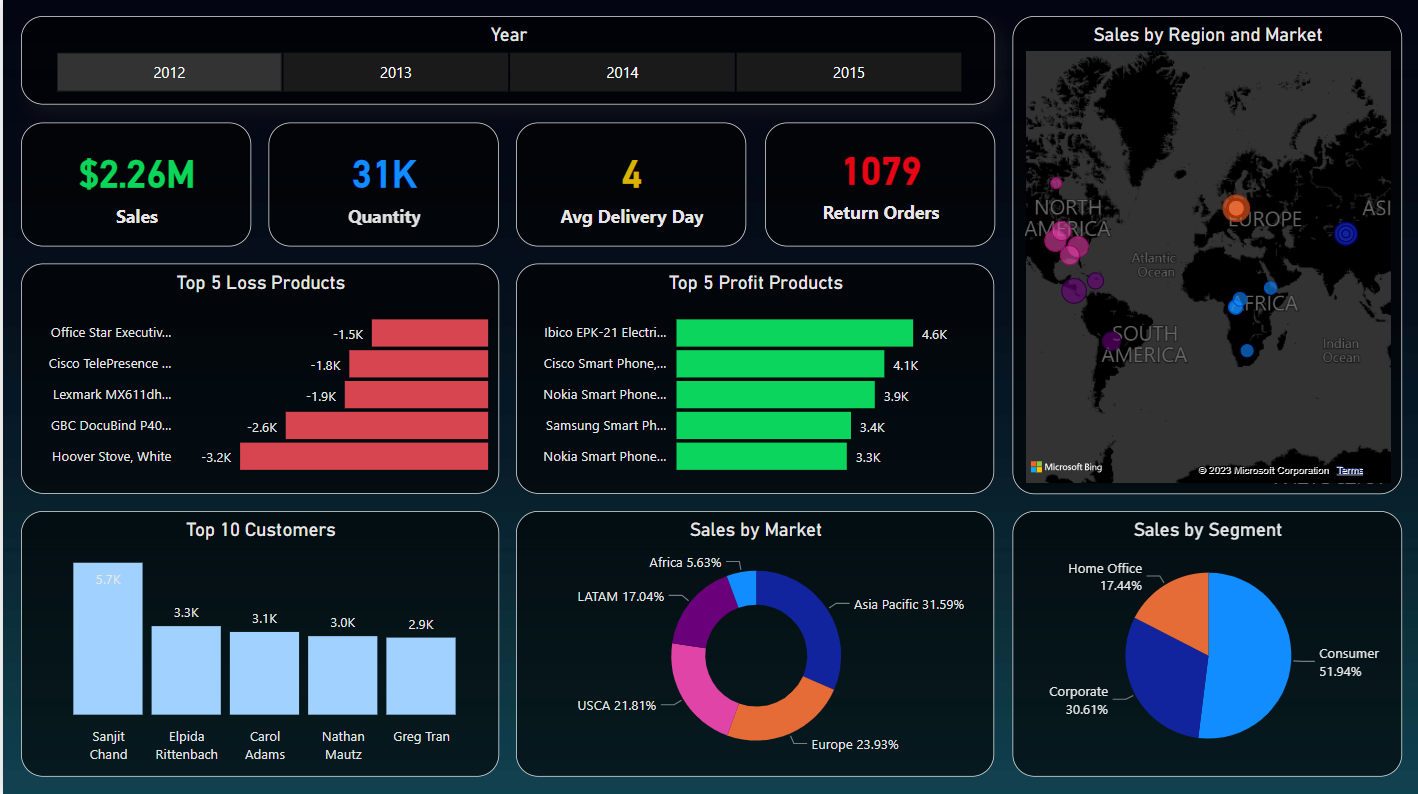 Year
2012
2013
2014
2015
$2.26M
Sales
31K
Quantity
4
Avg Delivery Day
1079
Return Orders
Sales by Region and Market
NORTH
AMERICA
EUROPE
ASI
Atlantic
Ocean
AFRICA
SOUTH
AMERICA
Indian
Ocean
Microsoft Bing
© 2023 Microsoft Corporation Terms
Top 5 Loss Products
Office Star Executiv... -1.5K
Cisco TelePresence ... -1.8K
Lexmark MX611dh... -1.9K
GBC DocuBind P40... -2.6K
Hoover Stove, White -3.2K
Top 5 Profit Products
Ibico EPK-21 Electri... 4.6K
Cisco Smart Phone,... 4.1K
Nokia Smart Phone... 3.9K
Samsung Smart Ph... 3.4K
Nokia Smart Phone... 3.3K
Top 10 Customers
5.7K
3.3K
3.1K
3.0K
2.9K
Sanjit
Chand
Elpida
Rittenbach
Carol
Adams
Nathan
Mautz
Greg Tran
Sales by Market
Africa 5.63%
LATAM 17.04%
Asia Pacific 31.59%
USCA 21.81%
Europe 23.93%
Sales by Segment
Home Office
17.44%
Consumer
51.94%
Corporate
30.61%